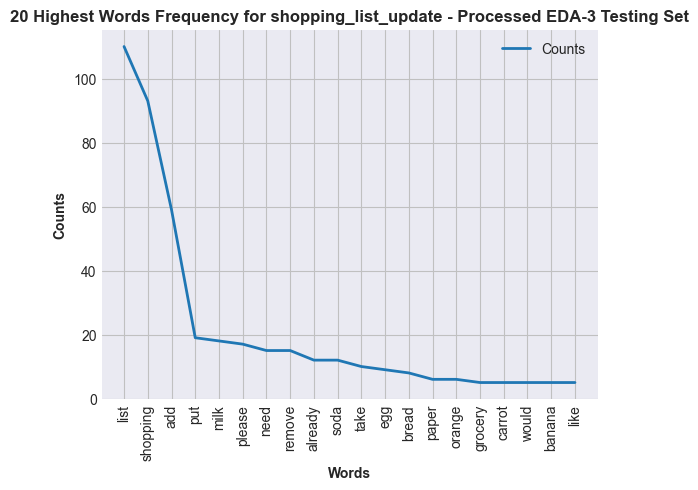 20 Highest Words Frequency for shopping_list_update - Processed EDA-3 Testing Set
Counts
100
80
60
40
20
0
Counts
list
shopping
add
put
milk
please
need
remove
already
soda
take
egg
bread
paper
orange
grocery
carrot
would
banana
like
Words